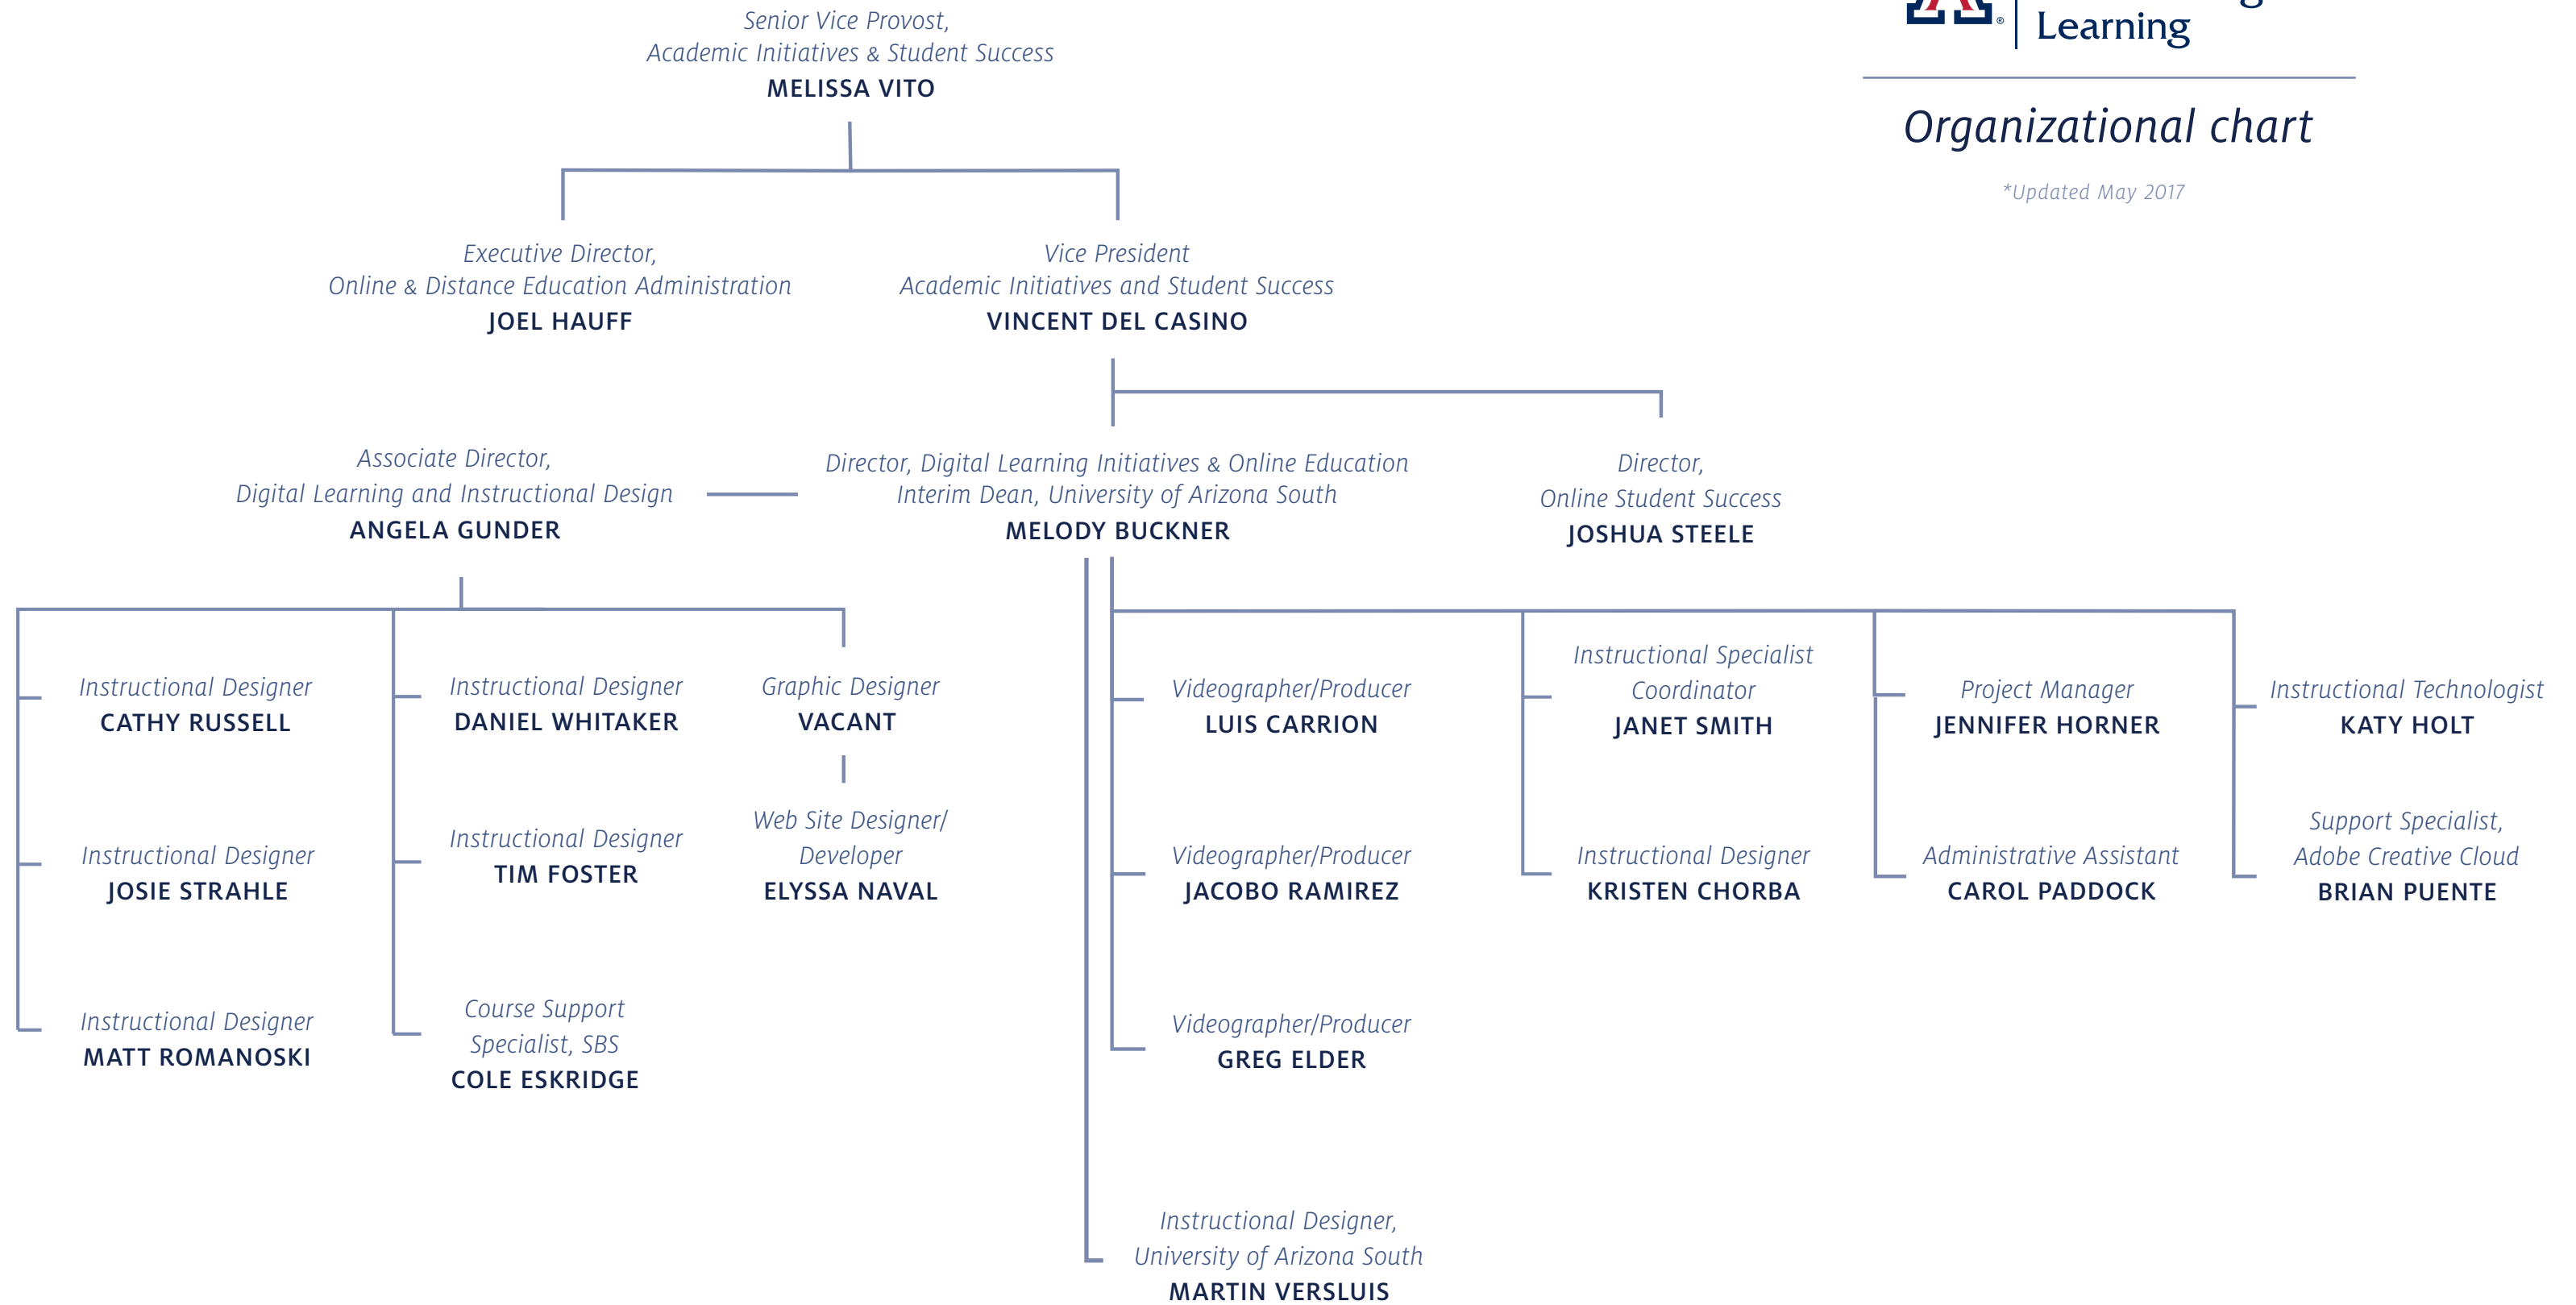 Senior Vice Provost,
Academic Initiatives & Student Success
MELISSA VITO
Learning
Organizational chart
*Updated May 2017
Executive Director,
Online & Distance Education Administration
JOEL HAUFF
Vice President
Academic Initiatives and Student Success
VINCENT DEL CASINO
Associate Director,
Digital Learning and Instructional Design
ANGELA GUNDER
Director, Digital Learning Initiatives & Online Education
Interim Dean, University of Arizona South
MELODY BUCKNER
Director,
Online Student Success
JOSHUA STEELE
Instructional Designer
CATHY RUSSELL
Instructional Designer
JOSIE STRAHLE
Instructional Designer
MATT ROMANOSKI
Instructional Designer
DANIEL WHITAKER
Instructional Designer
TIM FOSTER
Course Support
Specialist, SBS
COLE ESKRIDGE
Graphic Designer
VACANT
Web Site Designer/
Developer
ELYSSA NAVAL
Videographer/Producer
LUIS CARRION
Videographer/Producer
JACOBO RAMIREZ
Videographer/Producer
GREG ELDER
Instructional Designer,
University of Arizona South
MARTIN VERSLUIS
Instructional Specialist
Coordinator
JANET SMITH
Instructional Designer
KRISTEN CHORBA
Project Manager
JENNIFER HORNER
Administrative Assistant
CAROL PADDOCK
Instructional Technologist
KATY HOLT
Support Specialist,
Adobe Creative Cloud
BRIAN PUENTE